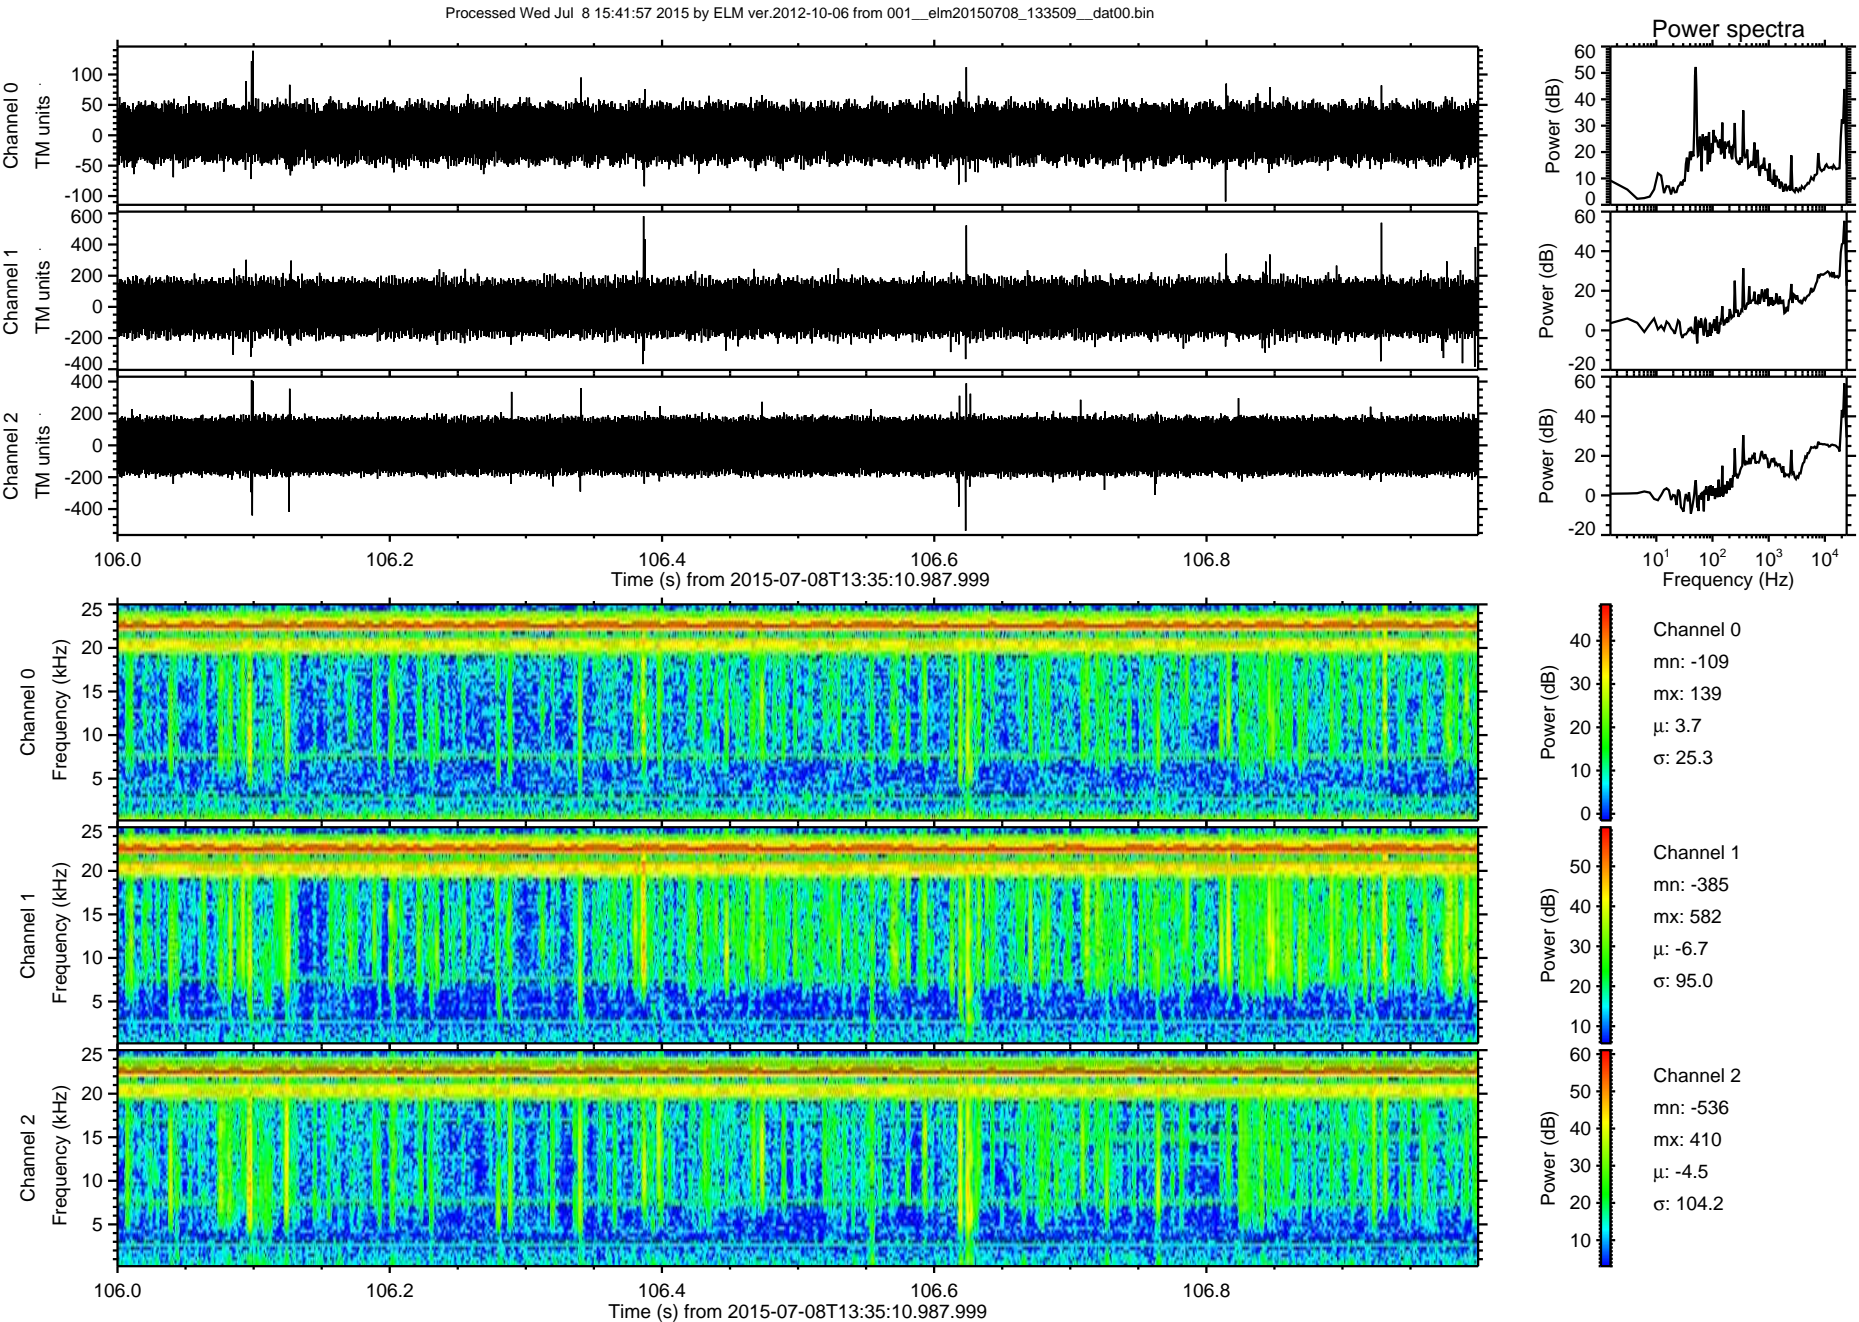 Processed Wed Jul  8 15:41:57 2015 by ELM ver.2012-10-06 from 001__elm20150708_133509__dat00.bin
Power spectra
Channel 0
TM units
100
50
0
-50
-100
Power (dB)
60
50
40
30
20
10
0
Channel 1
TM units
600
400
200
0
-200
-400
Power (dB)
60
40
20
0
-20
Channel 2
TM units
400
200
0
-200
-400
Power (dB)
60
40
20
0
-20
106.0 106.2 106.4 106.6 106.8
Time (s) from 2015-07-08T13:35:10.987.999
10¹ 10² 10³ 10⁴
Frequency (Hz)
Channel 0
Frequency (kHz)
25
20
15
10
5
Power (dB)
40
30
20
10
0
Channel 0
mn: -109
mx: 139
μ: 3.7
σ: 25.3
Channel 1
Frequency (kHz)
25
20
15
10
5
Power (dB)
50
40
30
20
10
Channel 1
mn: -385
mx: 582
μ: -6.7
σ: 95.0
Channel 2
Frequency (kHz)
25
20
15
10
5
Power (dB)
60
50
40
30
20
10
Channel 2
mn: -536
mx: 410
μ: -4.5
σ: 104.2
106.0 106.2 106.4 106.6 106.8
Time (s) from 2015-07-08T13:35:10.987.999